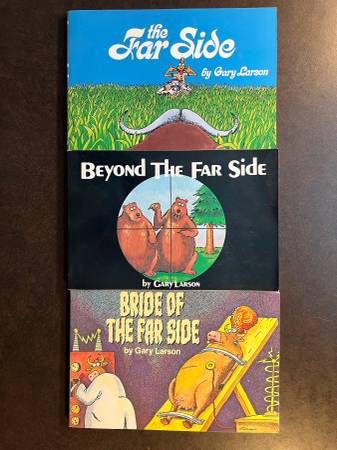 the
Far Side
by Gary Larson
BEYOND THE FAR SIDE
by GARY LARSON
BRIDE OF
THE FAR SIDE
by Gary Larson